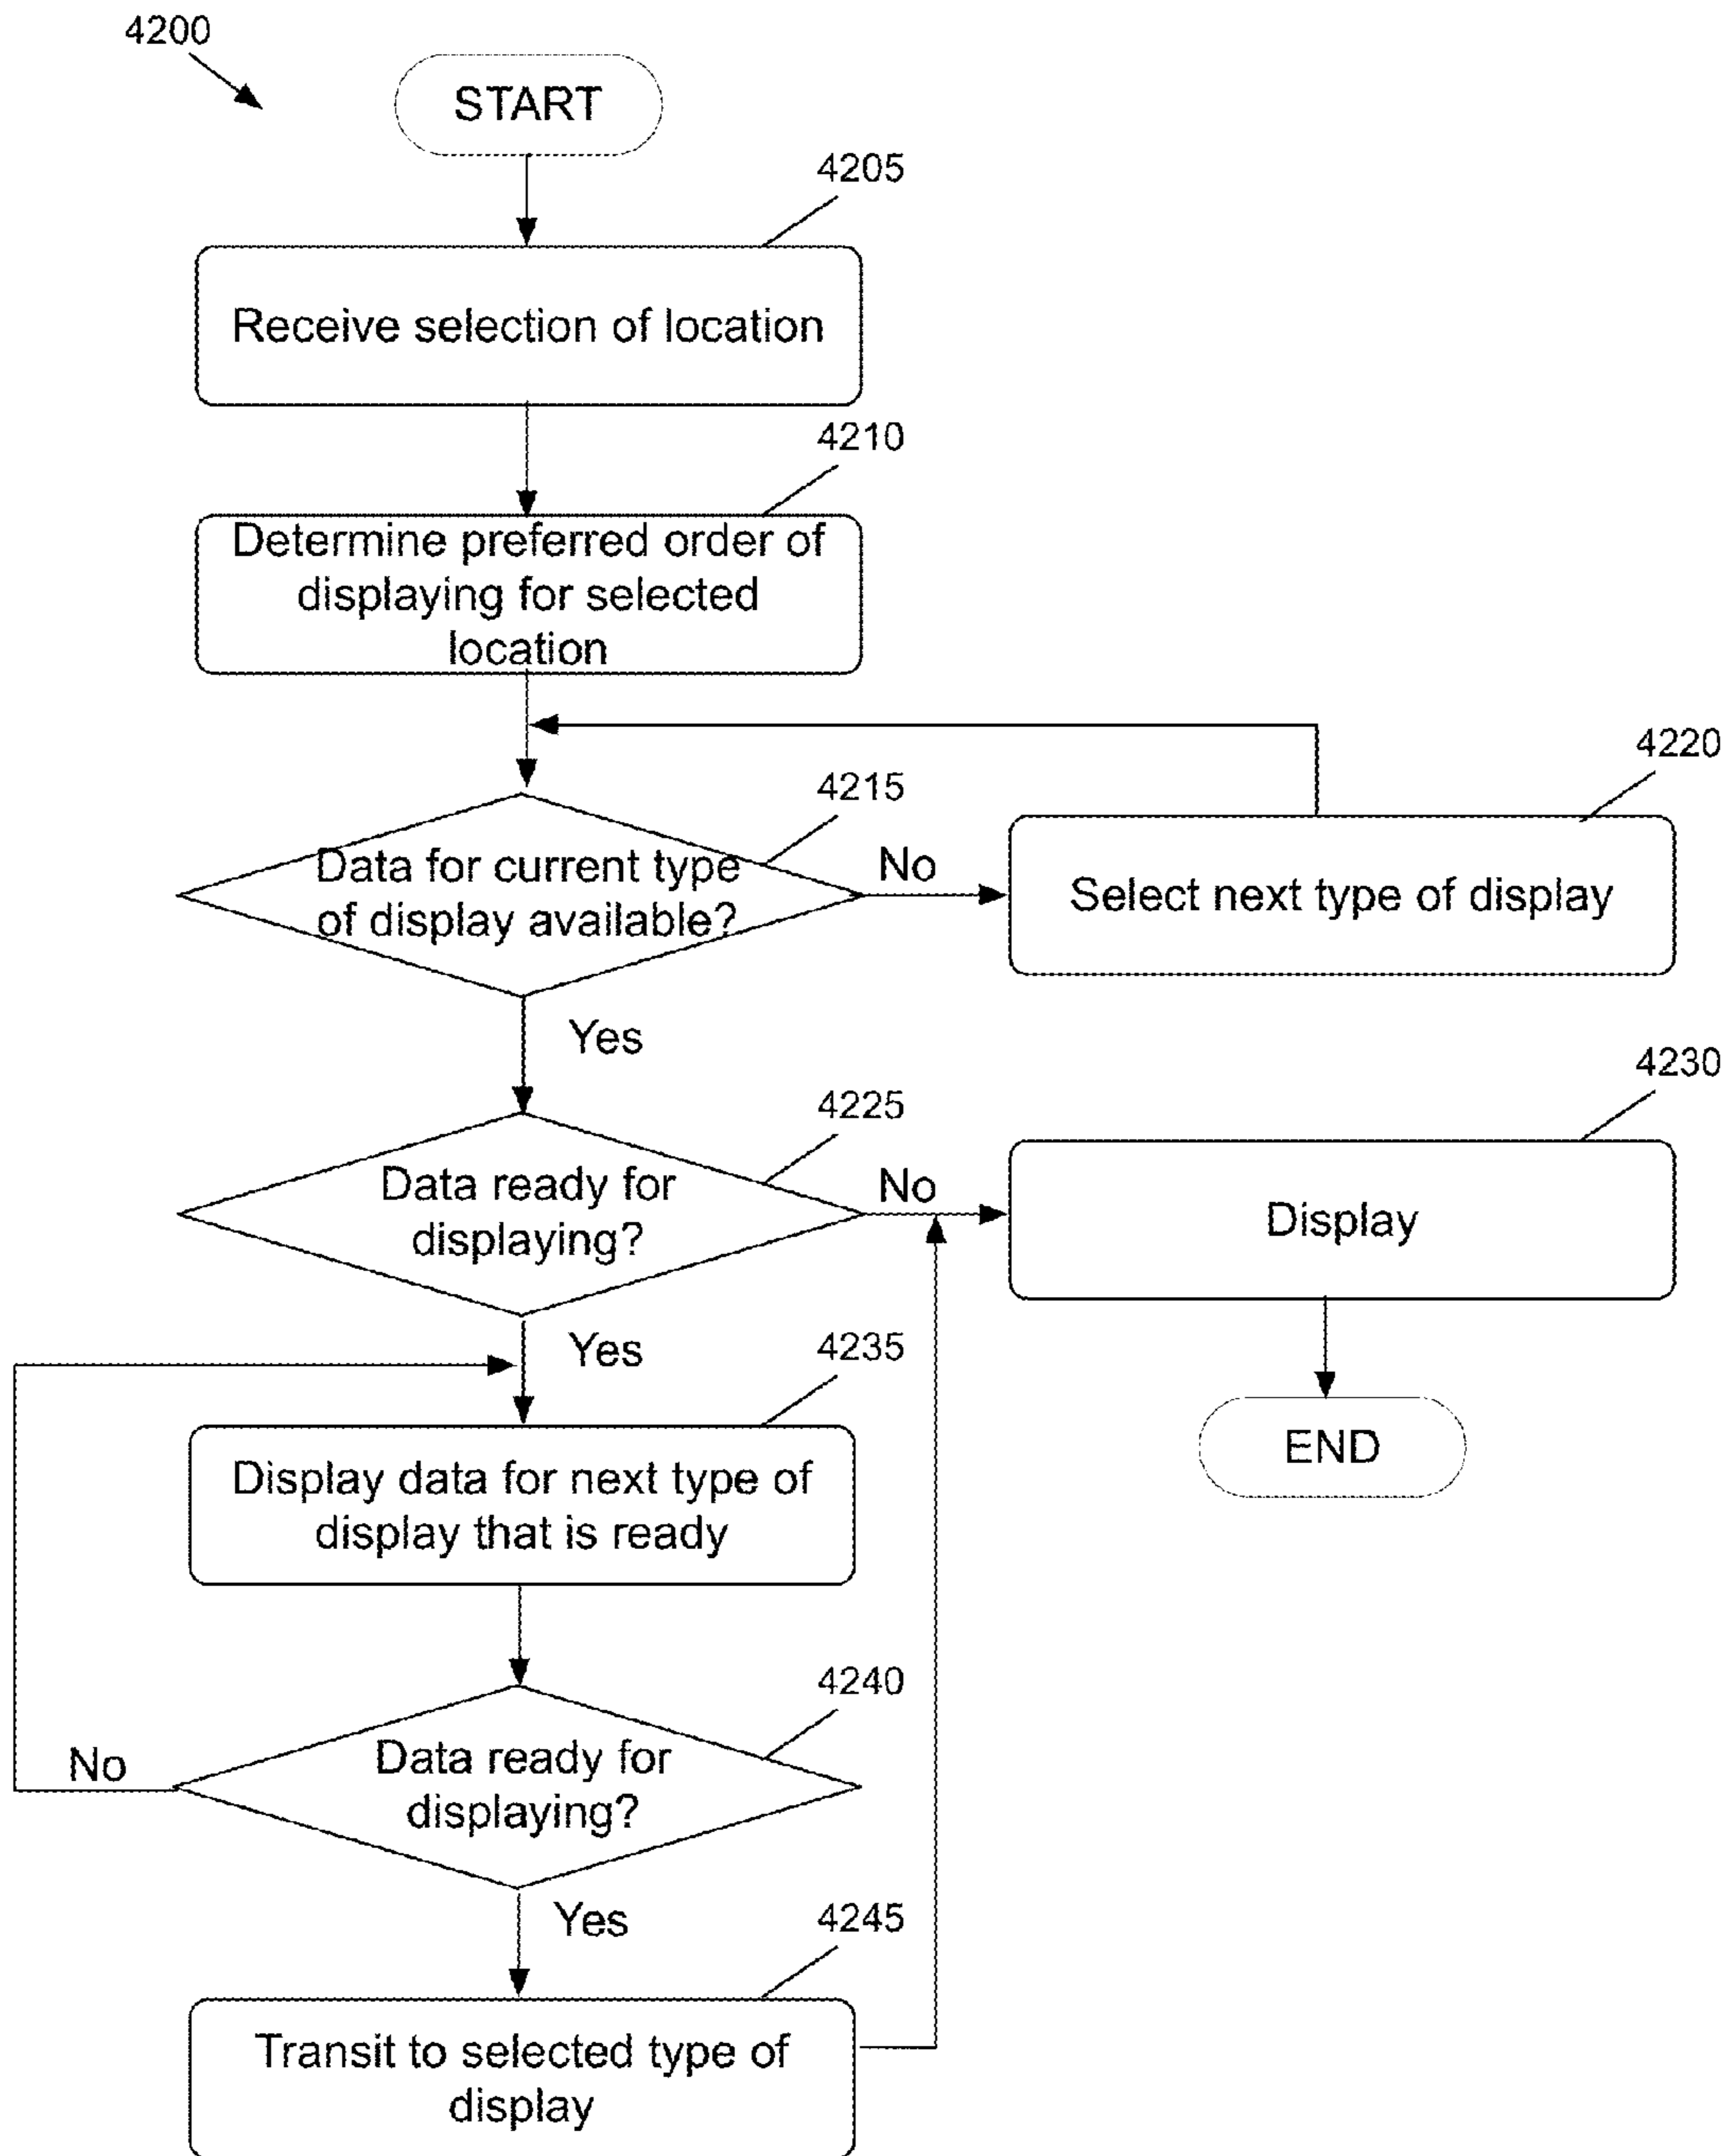 4200
START
4205
Receive selection of location
4210
Determine preferred order of
displaying for selected
location
4215
4220
Data for current type
of display available?
No
Select next type of display
Yes
4225
4230
Data ready for
displaying?
No
Display
Yes
4235
END
Display data for next type of
display that is ready
4240
Data ready for
displaying?
No
Yes
4245
Transit to selected type of
display